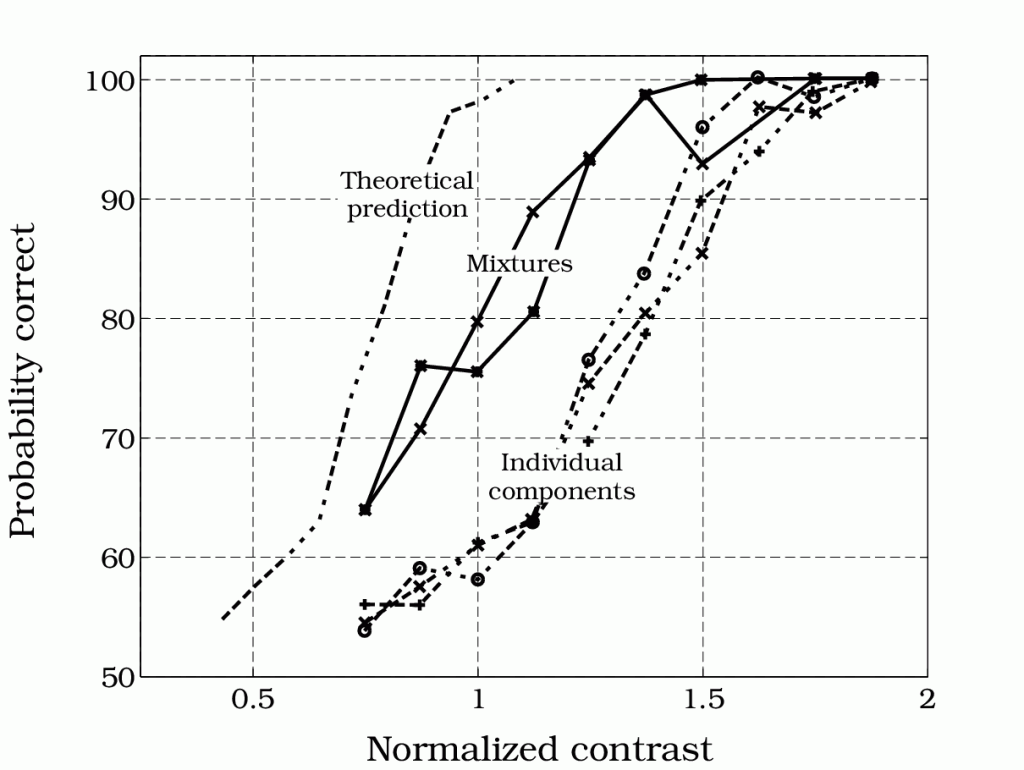 100
90
80
70
60
50
0.5
1
1.5
2
Theoretical
prediction
Mixtures
Individual
components
Probability correct
Normalized contrast